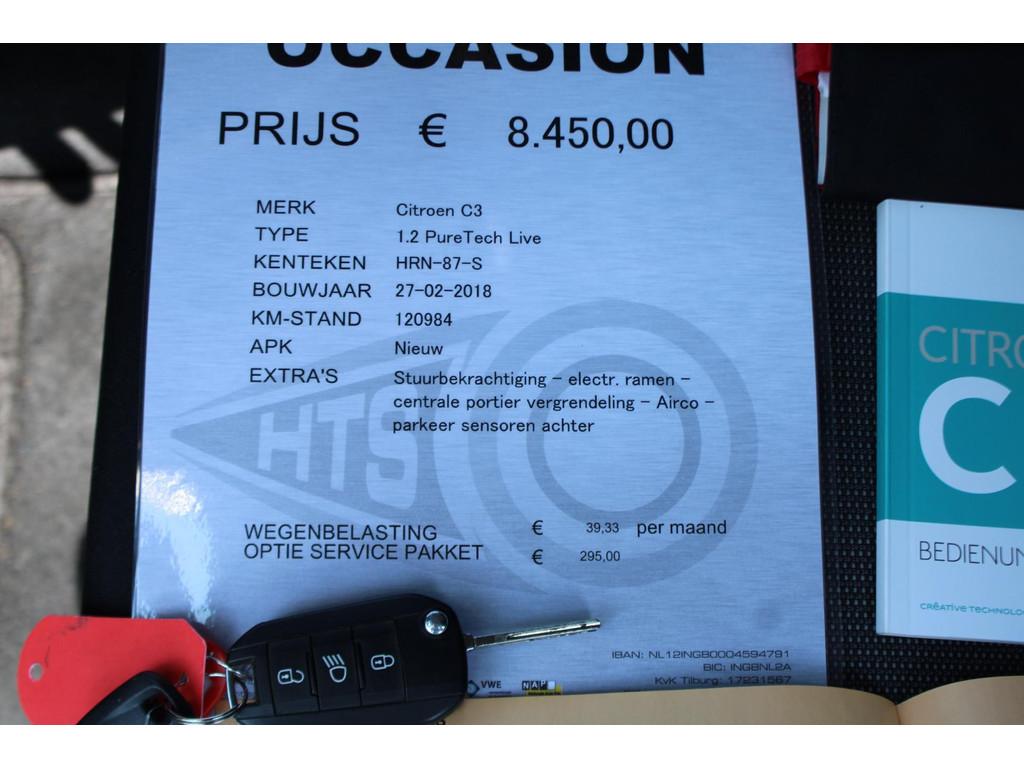 OCCASION
PRIJS € 8.450,00
MERK Citroen C3
TYPE 1.2 PureTech Live
KENTEKEN HRN-87-S
BOUWJAAR 27-02-2018
KM-STAND 120984
APK Nieuw
EXTRA'S Stuurbekrachtiging - electr. ramen -
centrale portier vergrendeling - Airco -
parkeer sensoren achter
HTS
WEGENBELASTING € 39,33 per maand
OPTIE SERVICE PAKKET € 295,00
IBAN: NL12INGB0004594791
BIC: INGBNL2A
KvK Tilburg: 17231567
VWE NAP
CITRO
C
BEDIENUN
CRÉATIVE TECHNOLO